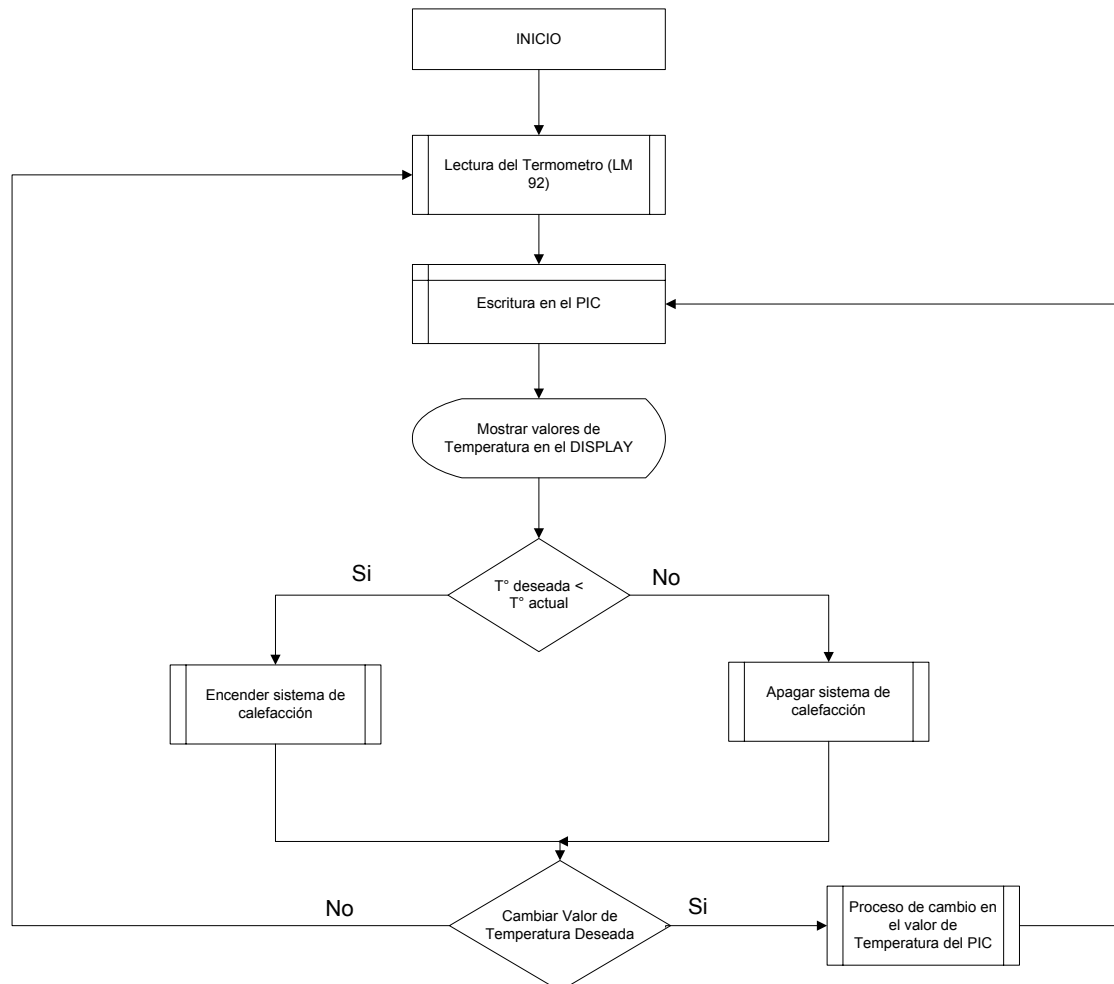 INICIO
Lectura del Termometro (LM
92)
Escritura en el PIC
Mostrar valores de
Temperatura en el DISPLAY
Si
No
T° deseada <
T° actual
Encender sistema de
calefacción
Apagar sistema de
calefacción
No
Cambiar Valor de
Temperatura Deseada
Si
Proceso de cambio en
el valor de
Temperatura del PIC